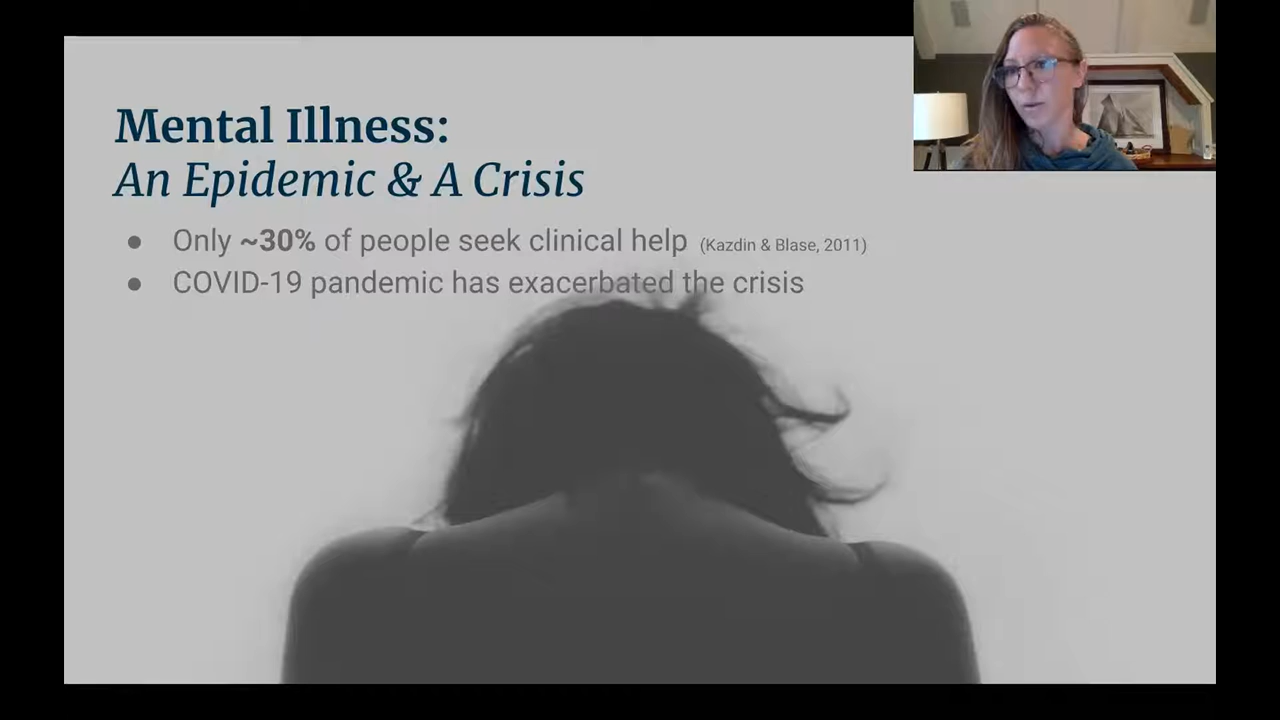 Mental Illness:
An Epidemic & A Crisis
● Only ~30% of people seek clinical help (Kazdin & Blase, 2011)
● COVID-19 pandemic has exacerbated the crisis